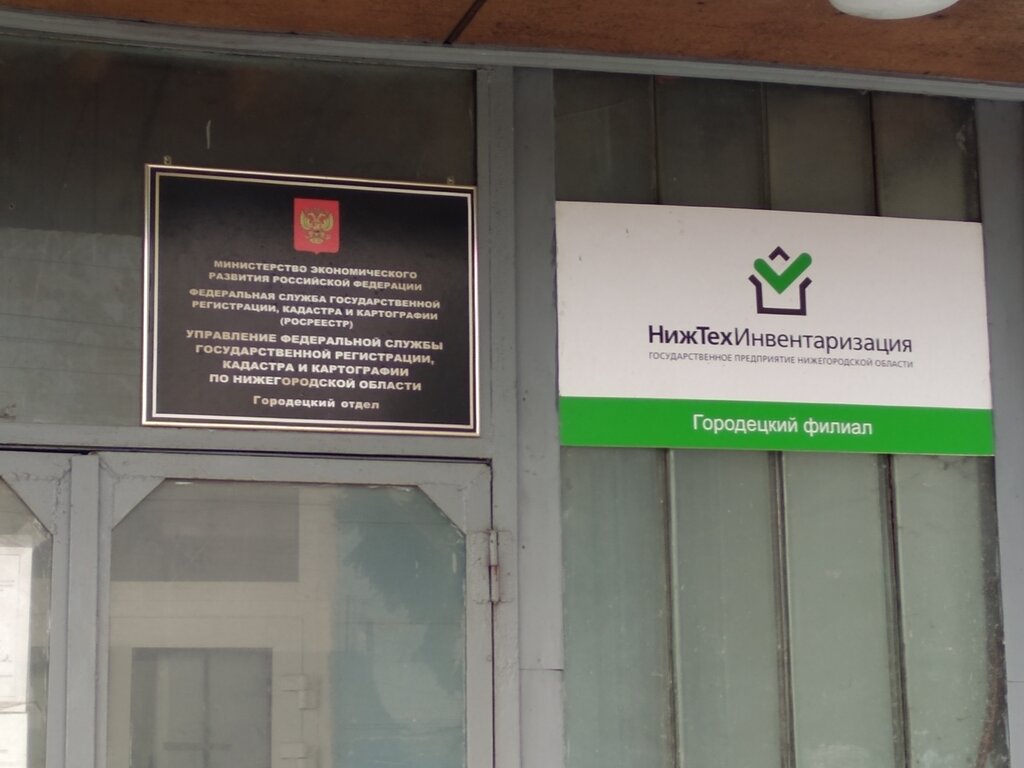 МИНИСТЕРСТВО ЭКОНОМИЧЕСКОГО
РАЗВИТИЯ РОССИЙСКОЙ ФЕДЕРАЦИИ
ФЕДЕРАЛЬНАЯ СЛУЖБА ГОСУДАРСТВЕННОЙ
РЕГИСТРАЦИИ, КАДАСТРА И КАРТОГРАФИИ
(РОСРЕЕСТР)
УПРАВЛЕНИЕ ФЕДЕРАЛЬНОЙ СЛУЖБЫ
ГОСУДАРСТВЕННОЙ РЕГИСТРАЦИИ,
КАДАСТРА И КАРТОГРАФИИ
ПО НИЖЕГОРОДСКОЙ ОБЛАСТИ
Городецкий отдел
НижТехИнвентаризация
ГОСУДАРСТВЕННОЕ ПРЕДПРИЯТИЕ НИЖЕГОРОДСКОЙ ОБЛАСТИ
Городецкий филиал